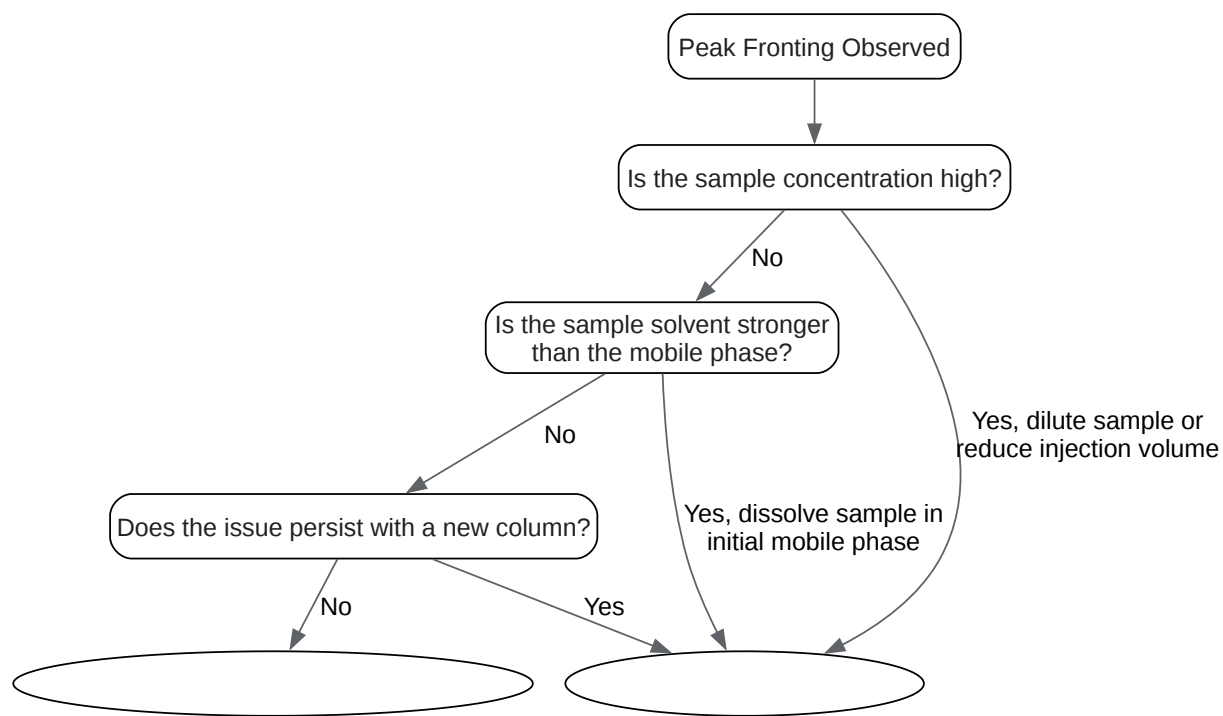 Peak Fronting Observed
Is the sample concentration high?
No
Is the sample solvent stronger
than the mobile phase?
Yes, dilute sample or
reduce injection volume
No
Yes, dissolve sample in
initial mobile phase
Does the issue persist with a new column?
No
Yes